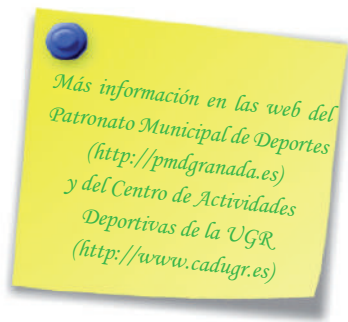 Más información en las web del
Patronato Municipal de Deportes
(http://pmdgranada.es)
y del Centro de Actividades
Deportivas de la UGR
(http://www.cadugr.es)